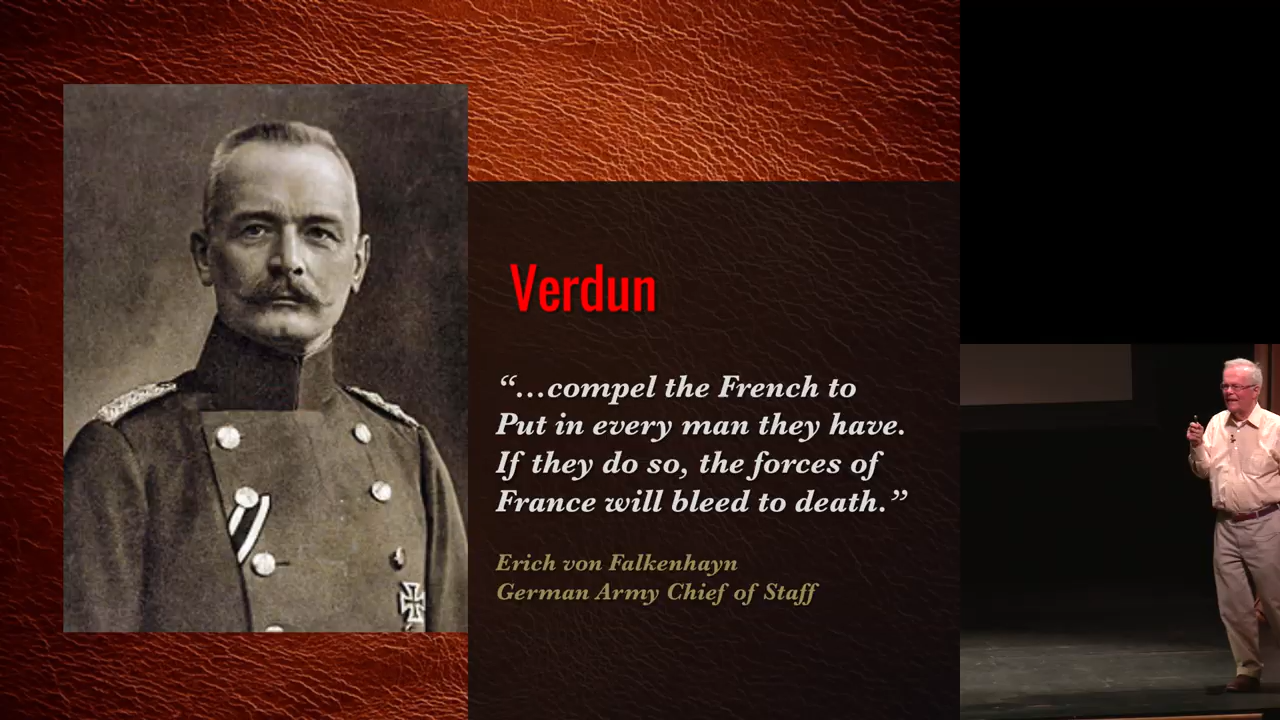 Verdun
“...compel the French to
Put in every man they have.
If they do so, the forces of
France will bleed to death.”
Erich von Falkenhayn
German Army Chief of Staff